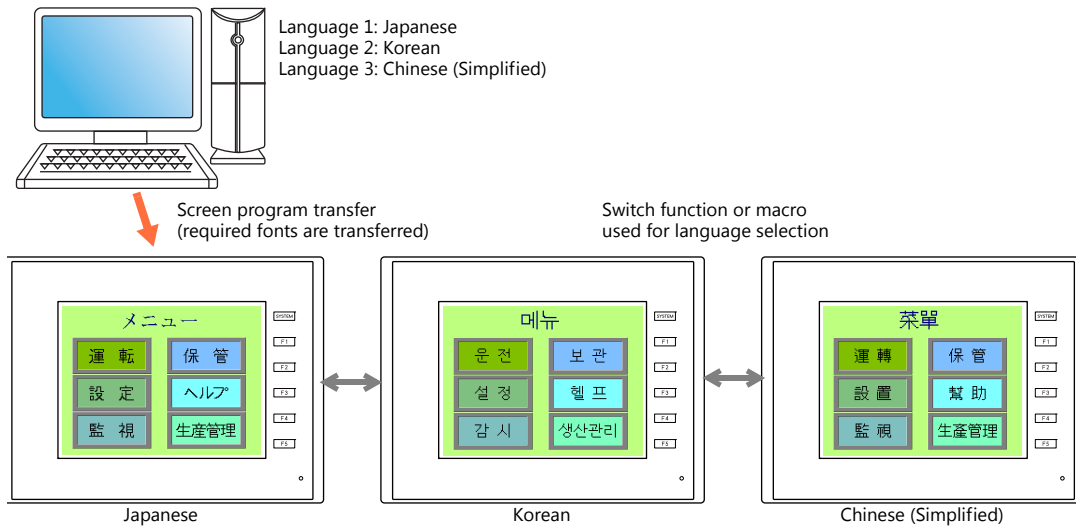 Language 1: Japanese
Language 2: Korean
Language 3: Chinese (Simplified)
Screen program transfer
(required fonts are transferred)
Switch function or macro
used for language selection
メニュー
運 転 保 管
設 定 ヘルプ
監 視 生産管理
SYSTEM
F1
F2
F3
F4
F5
메뉴
운 전 보 관
설 정 헬 프
감 시 생산관리
SYSTEM
F1
F2
F3
F4
F5
菜單
運 轉 保 管
設 置 幫 助
監 視 生產管理
SYSTEM
F1
F2
F3
F4
F5
Japanese
Korean
Chinese (Simplified)